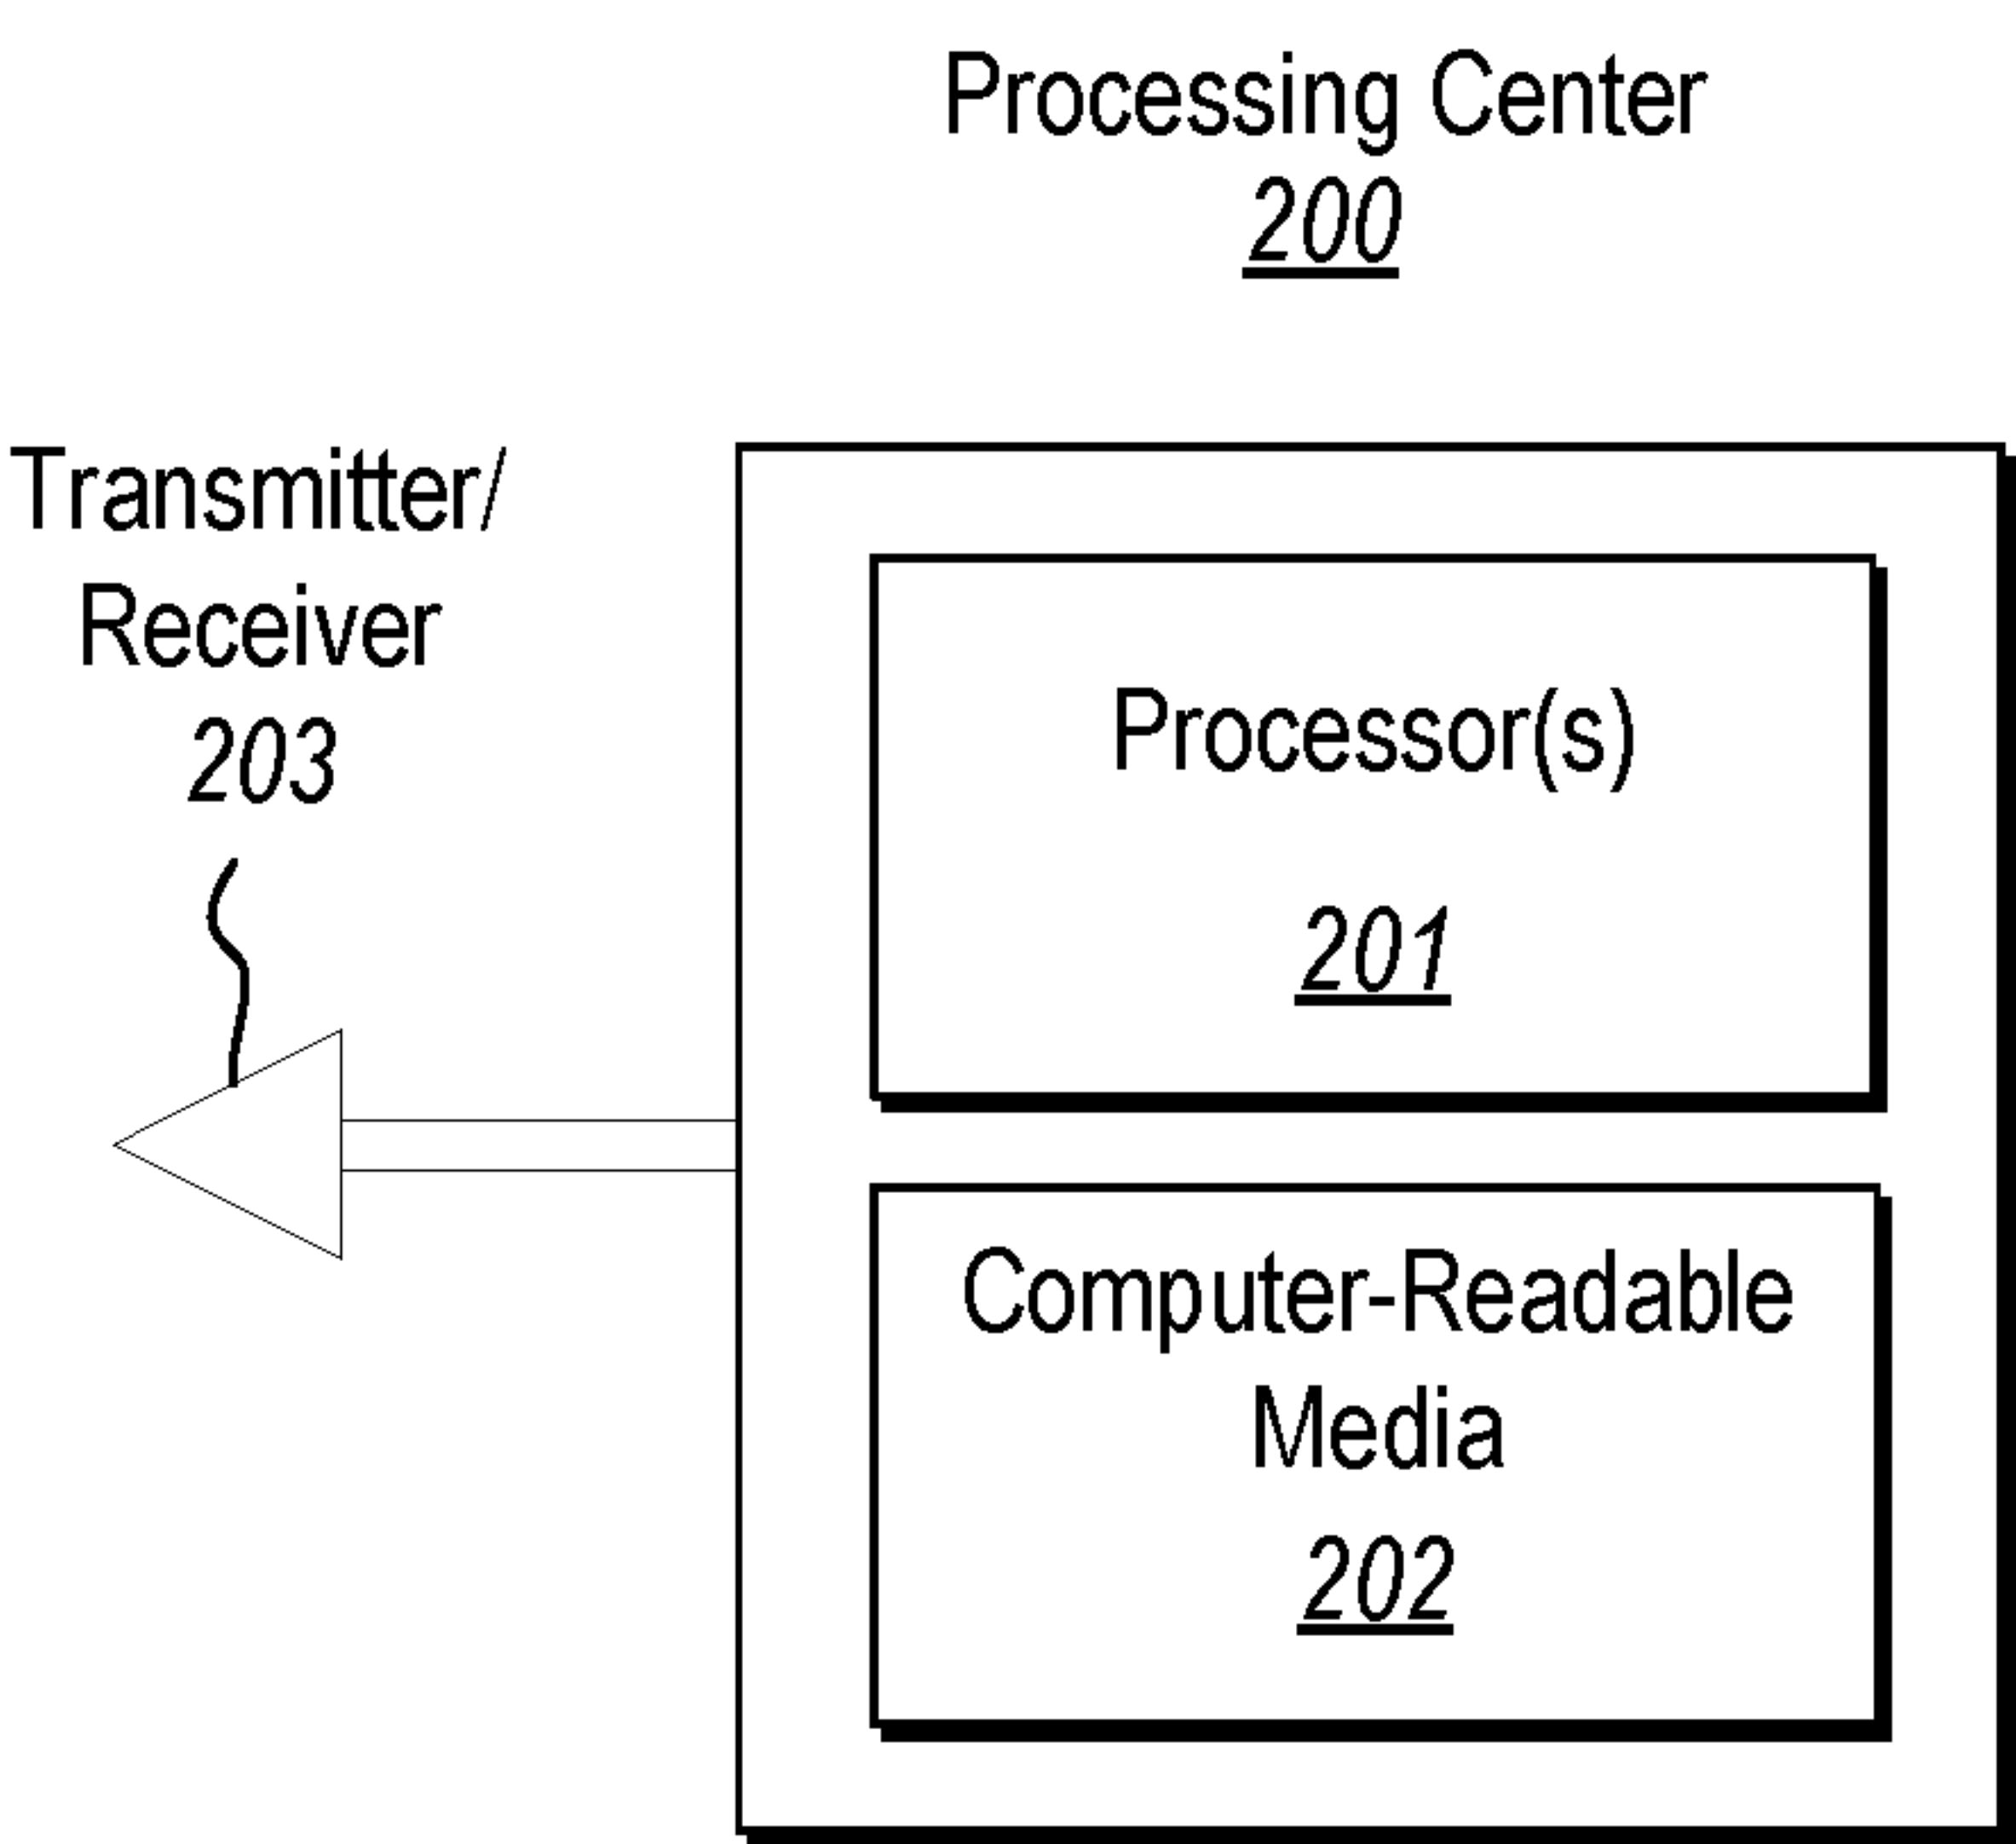 Processing Center
200
Transmitter/
Receiver
203
Processor(s)
201
Computer-Readable
Media
202